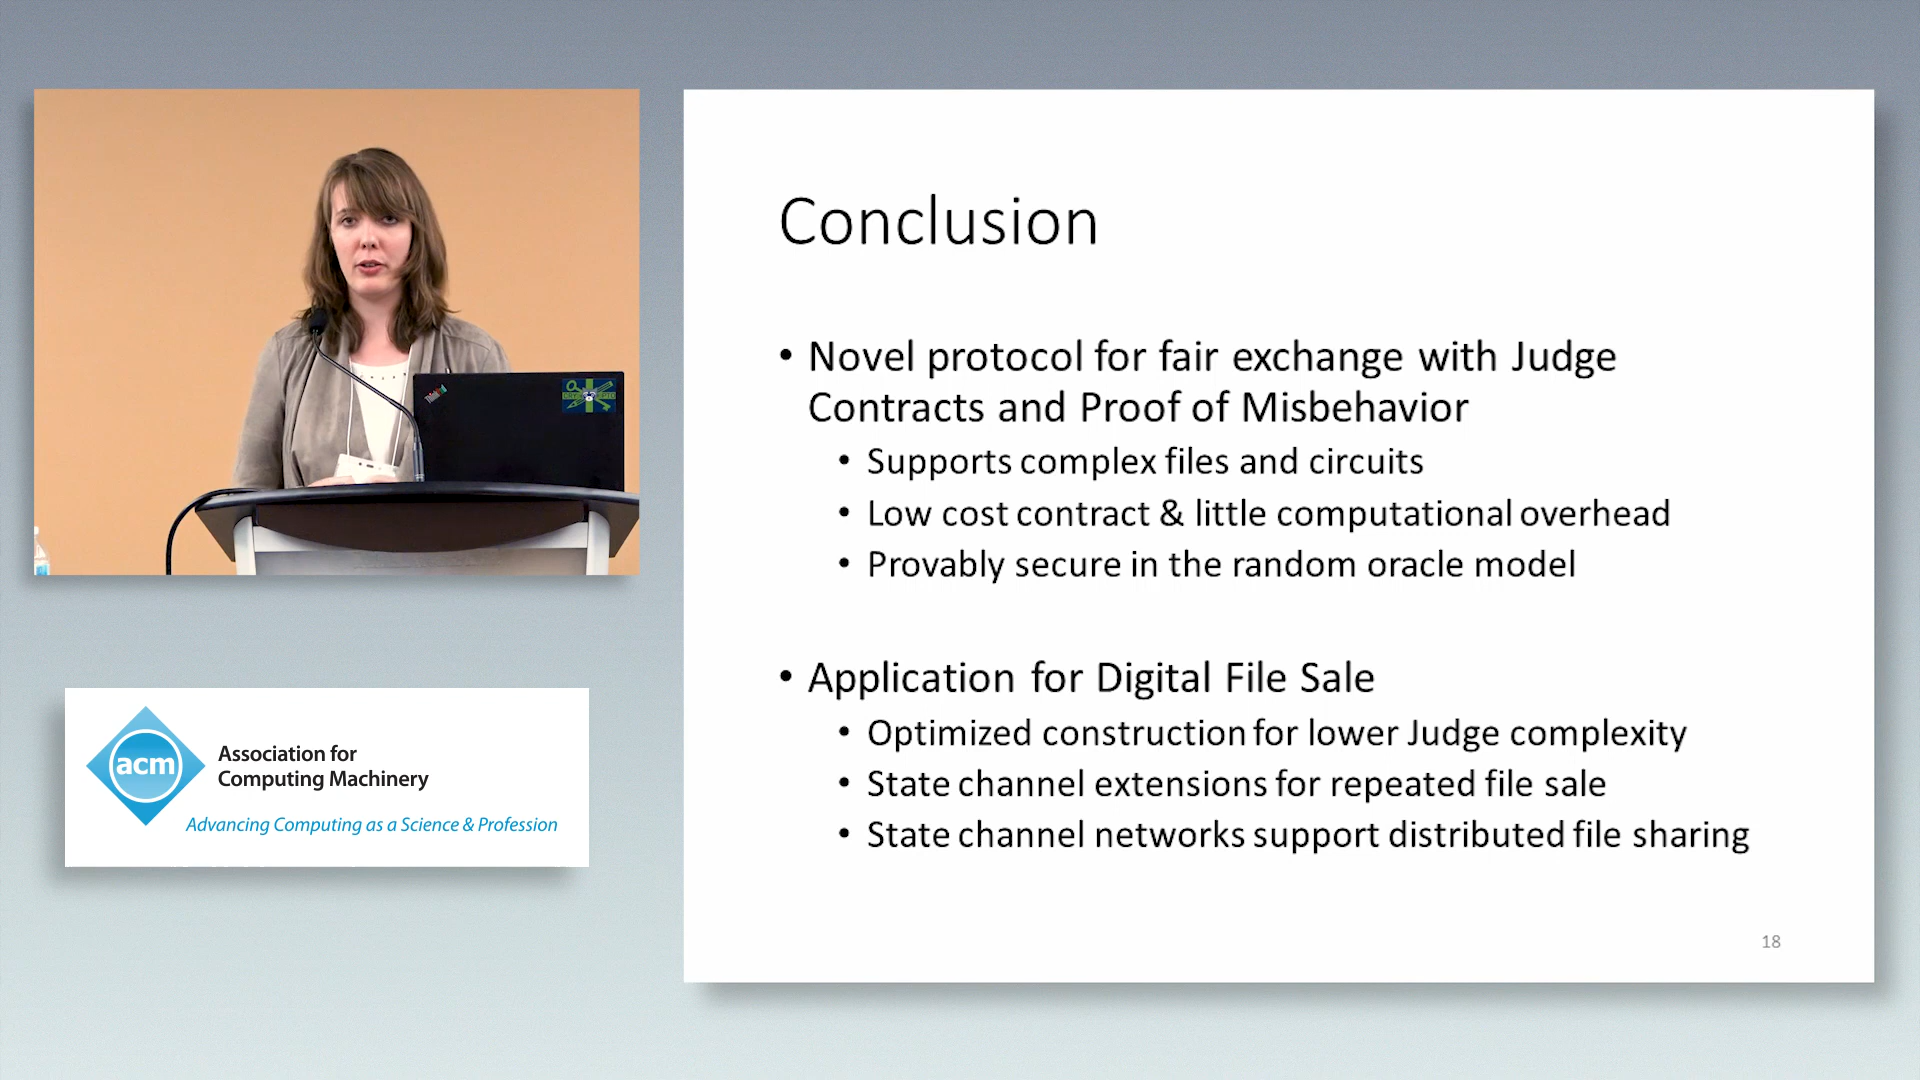 Conclusion
• Novel protocol for fair exchange with Judge
Contracts and Proof of Misbehavior
• Supports complex files and circuits
• Low cost contract & little computational overhead
• Provably secure in the random oracle model
• Application for Digital File Sale
• Optimized construction for lower Judge complexity
• State channel extensions for repeated file sale
• State channel networks support distributed file sharing
18
ThinkPad
acm
Association for
Computing Machinery
Advancing Computing as a Science & Profession